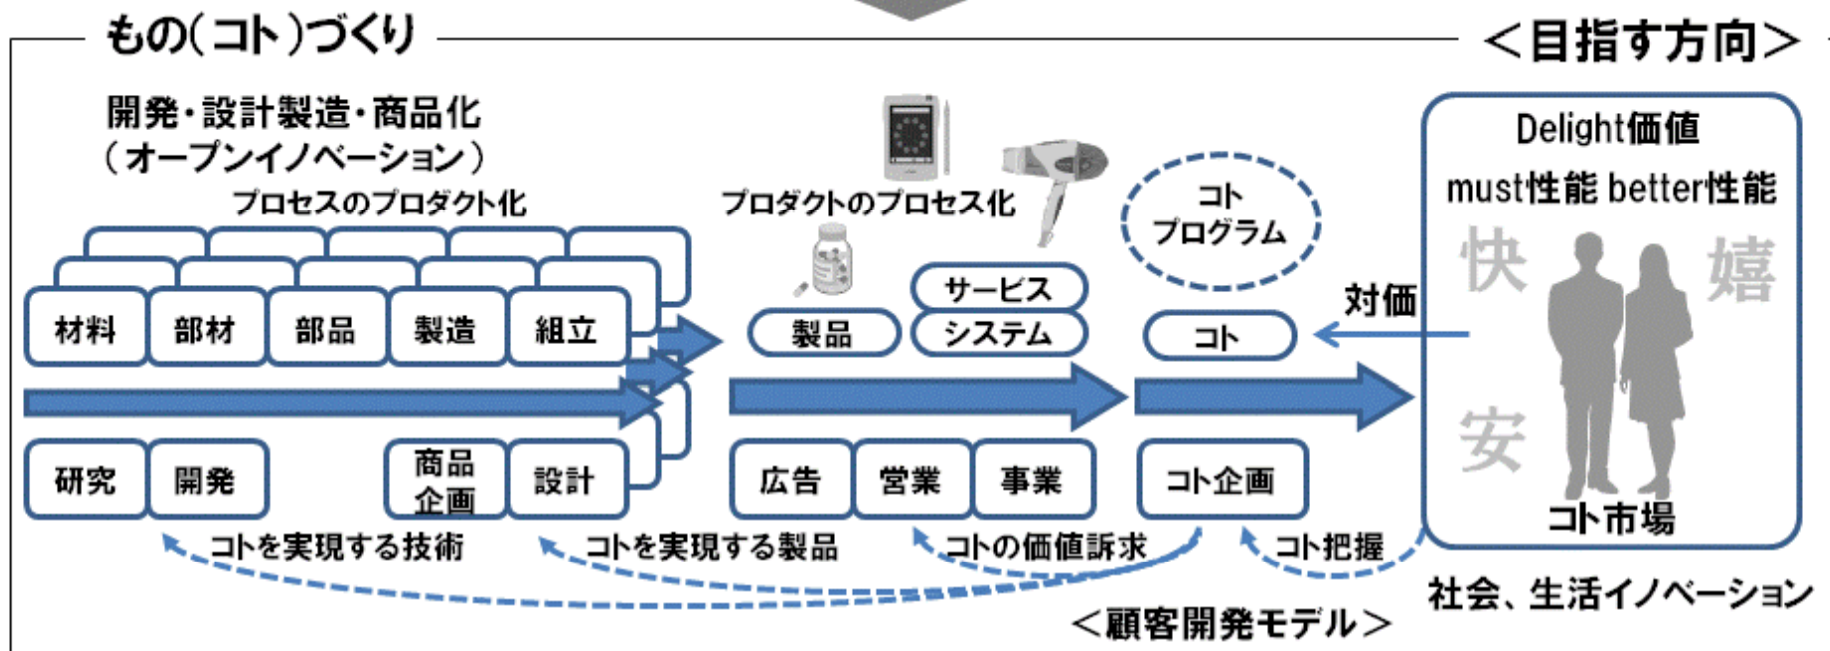 もの(コト)づくり
＜目指す方向＞
開発・設計製造・商品化
(オープンイノベーション)
プロセスのプロダクト化
材料
部材
部品
製造
組立
研究
開発
商品
企画
設計
プロダクトのプロセス化
製品
サービス
システム
広告
営業
事業
コト
プログラム
コト
コト企画
対価
Delight価値
must性能 better性能
快
嬉
安
コト市場
コトを実現する技術
コトを実現する製品
コトの価値訴求
コト把握
＜顧客開発モデル＞
社会、生活イノベーション